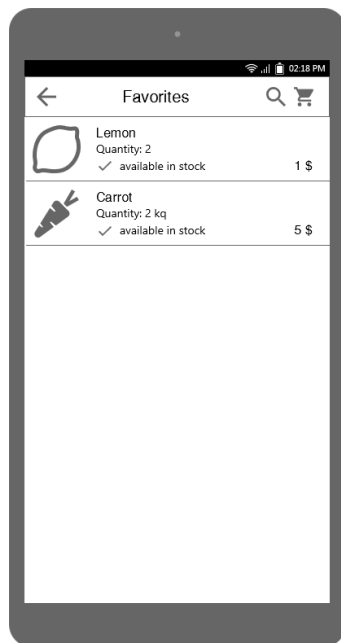 02:18 PM
Favorites
Lemon
Quantity: 2
available in stock
1 $
Carrot
Quantity: 2 kq
available in stock
5 $